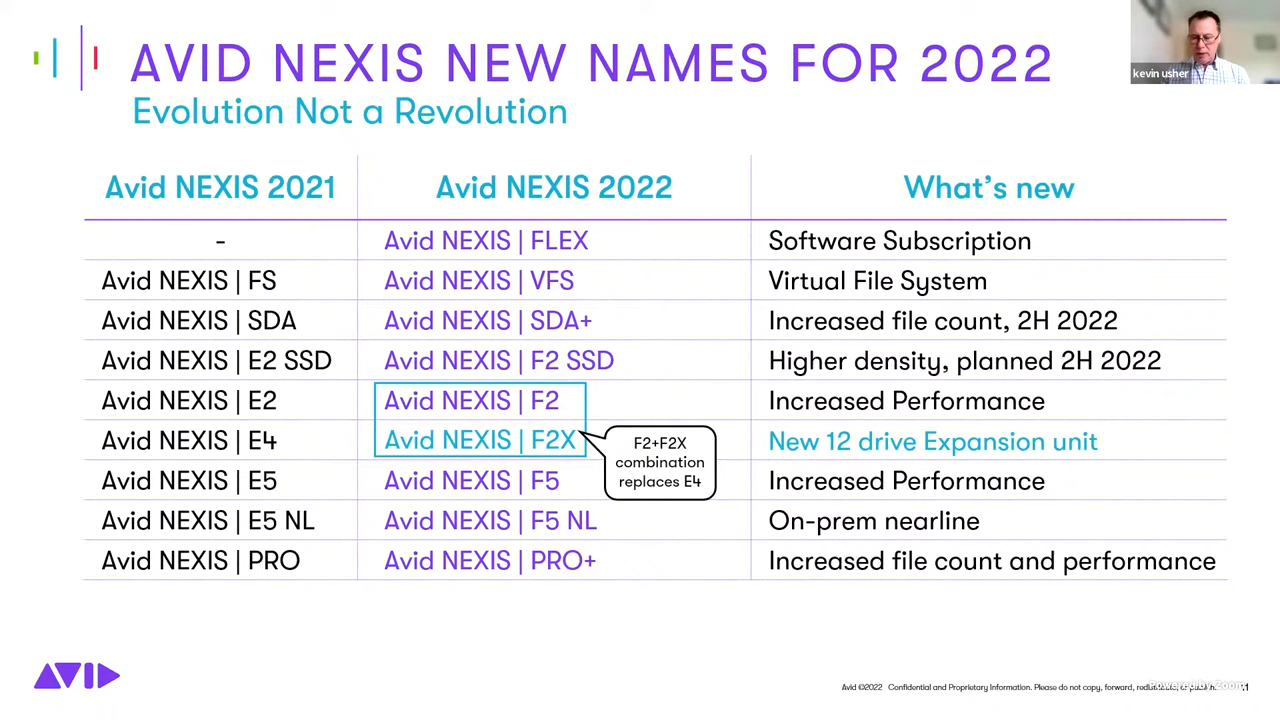 AVID NEXIS NEW NAMES FOR 2022
kevin usher
Evolution Not a Revolution
Avid NEXIS 2021 Avid NEXIS 2022 What's new
- Avid NEXIS | FLEX Software Subscription
Avid NEXIS | FS Avid NEXIS | VFS Virtual File System
Avid NEXIS | SDA Avid NEXIS | SDA+ Increased file count, 2H 2022
Avid NEXIS | E2 SSD Avid NEXIS | F2 SSD Higher density, planned 2H 2022
Avid NEXIS | E2 Avid NEXIS | F2 Increased Performance
Avid NEXIS | E4 Avid NEXIS | F2X New 12 drive Expansion unit
F2+F2X
combination
replaces E4
Avid NEXIS | E5 Avid NEXIS | F5 Increased Performance
Avid NEXIS | E5 NL Avid NEXIS | F5 NL On-prem nearline
Avid NEXIS | PRO Avid NEXIS | PRO+ Increased file count and performance
AVID
Avid ©2022 Confidential and Proprietary Information. Please do not copy, forward,
Powered by Zoom